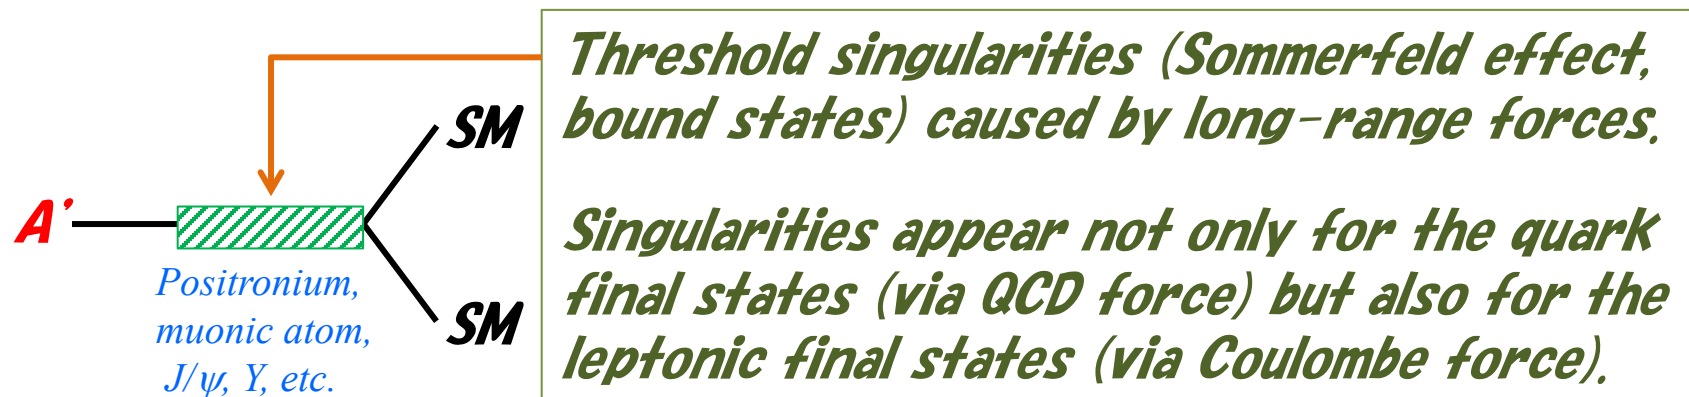 Threshold singularities (Sommerfeld effect,
bound states) caused by long-range forces.
SM
A'
Singularities appear not only for the quark
final states (via QCD force) but also for the
leptonic final states (via Coulombe force).
Positronium,
muonic atom,
J/ψ, Υ, etc.
SM